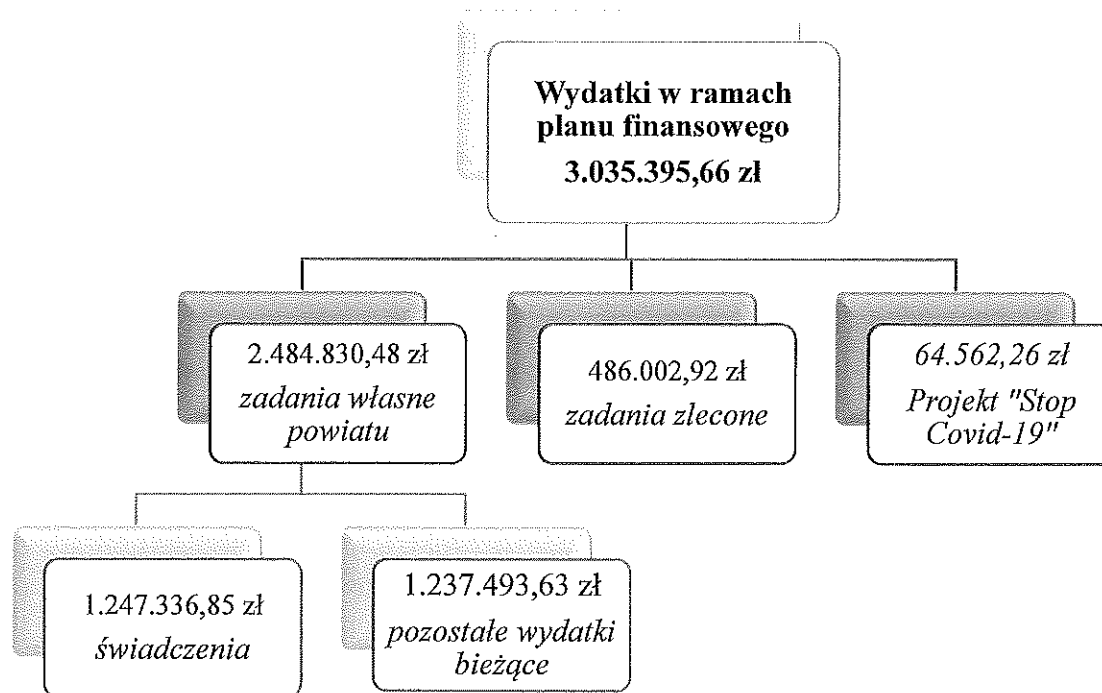 Wydatki w ramach
planu finansowego
3.035.395,66 zł
2.484.830,48 zł
zadania własne
powiatu
486.002,92 zł
zadania zlecone
64.562,26 zł
Projekt "Stop
Covid-19"
1.247.336,85 zł
świadczenia
1.237.493,63 zł
pozostałe wydatki
bieżące